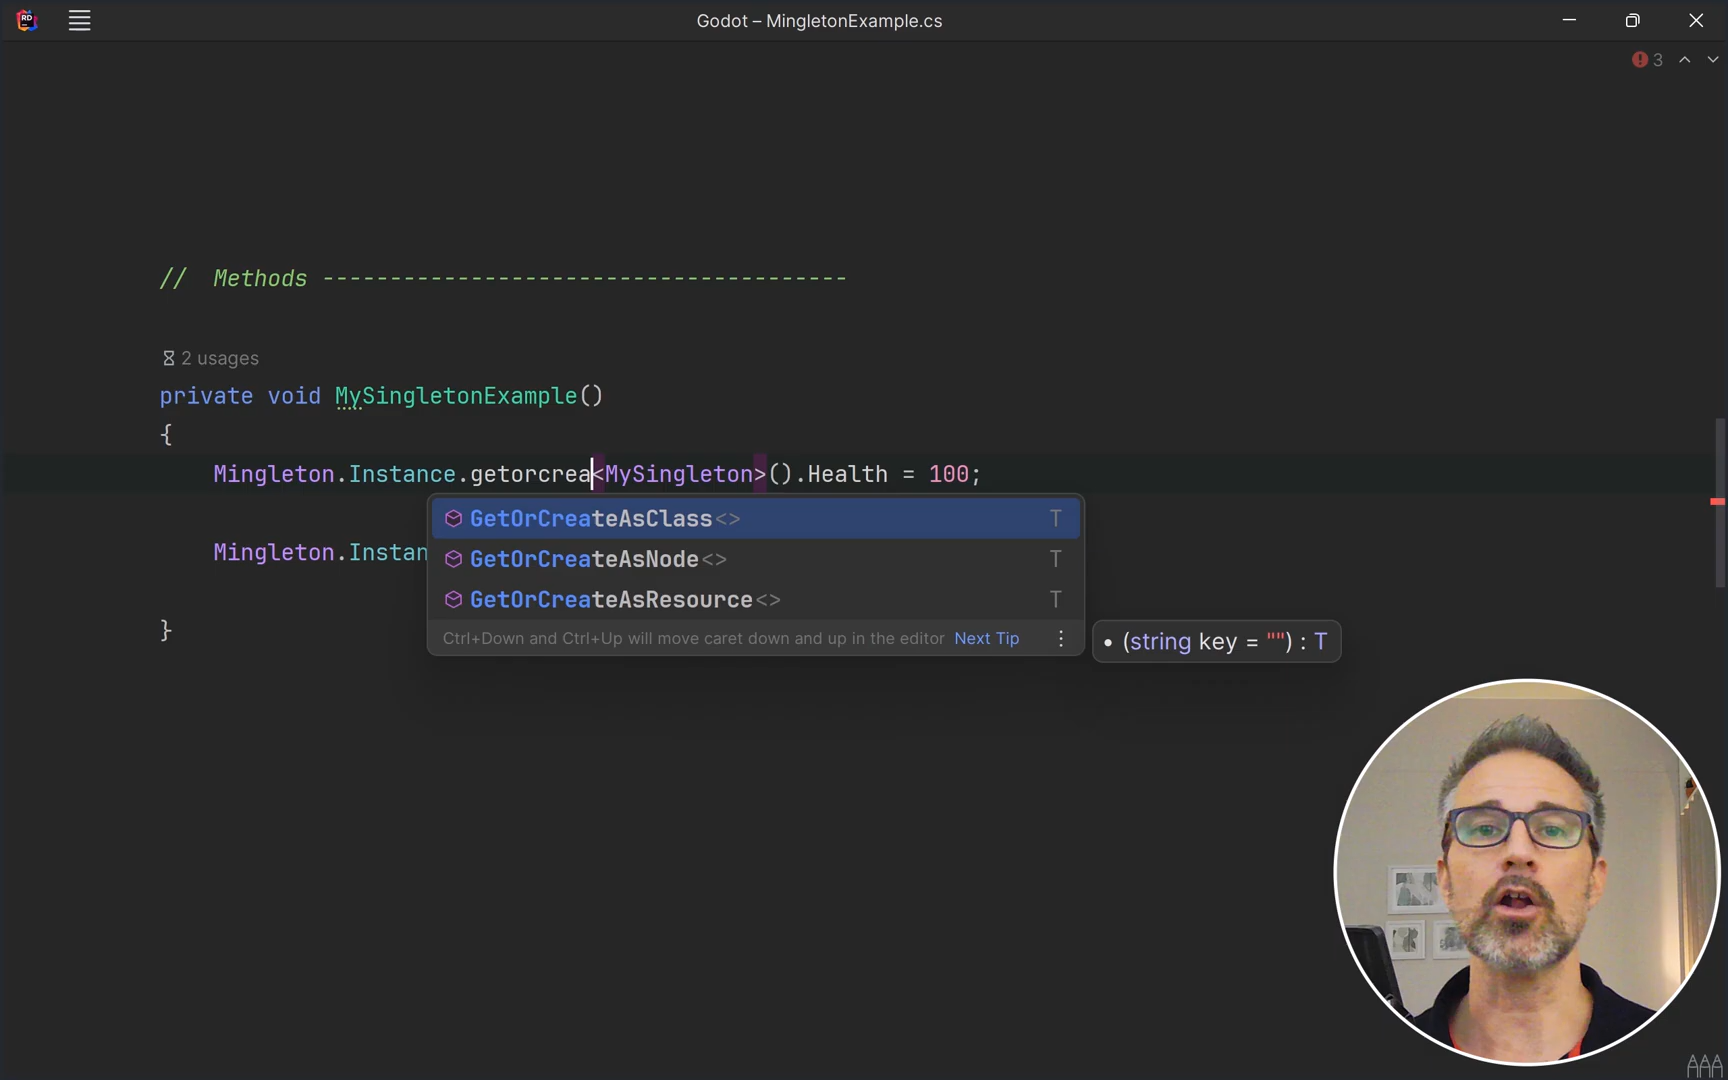 RD
Godot – MingletonExample.cs
3
// Methods ---------------------------------------
2 usages
private void MySingletonExample()
{
Mingleton.Instance.getorcrea<MySingleton>().Health = 100;
GetOrCreateAsClass<> T
Mingleton.Instan
GetOrCreateAsNode<> T
GetOrCreateAsResource<> T
}
Ctrl+Down and Ctrl+Up will move caret down and up in the editor Next Tip
(string key = "") : T